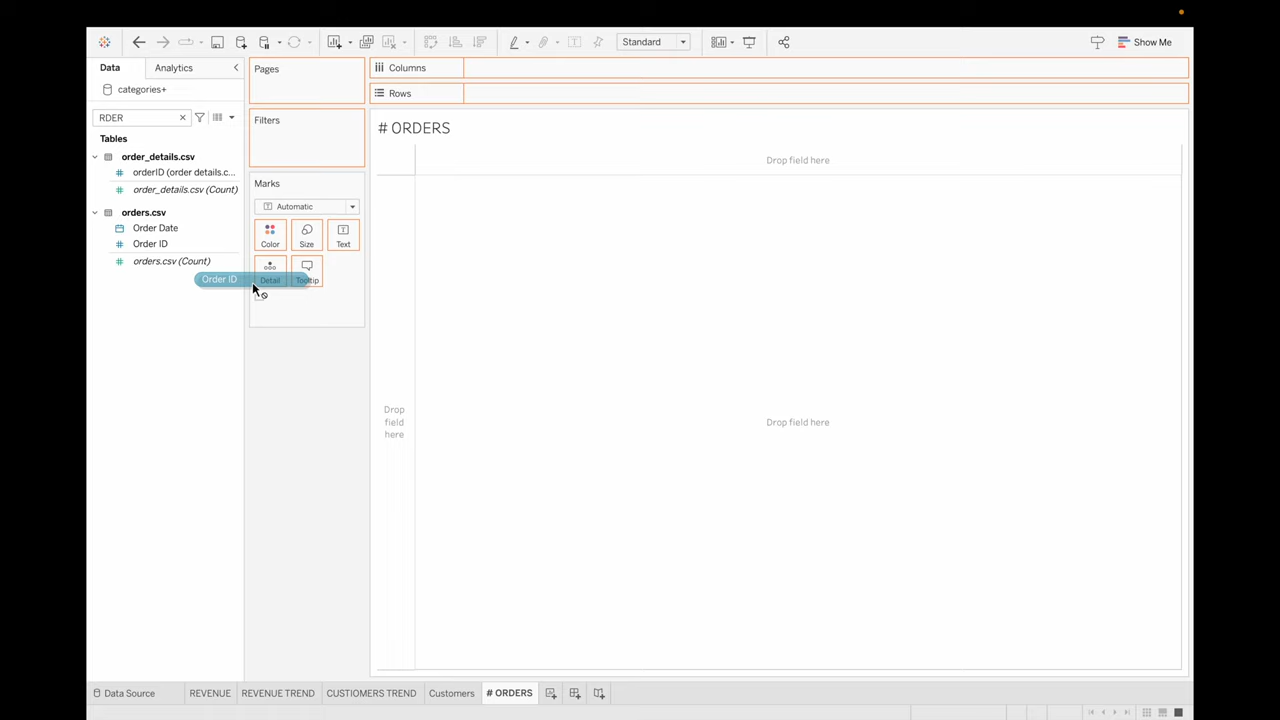 Standard
Show Me
Data
Analytics
categories+
RDER
Tables
order_details.csv
orderID (order details.c...
order_details.csv (Count)
orders.csv
Order Date
Order ID
orders.csv (Count)
Order ID
Pages
Filters
Marks
Automatic
Color
Size
Text
Detail
Tooltip
Columns
Rows
# ORDERS
Drop field here
Drop
field
here
Drop field here
Data Source
REVENUE
REVENUE TREND
CUSTIOMERS TREND
Customers
# ORDERS